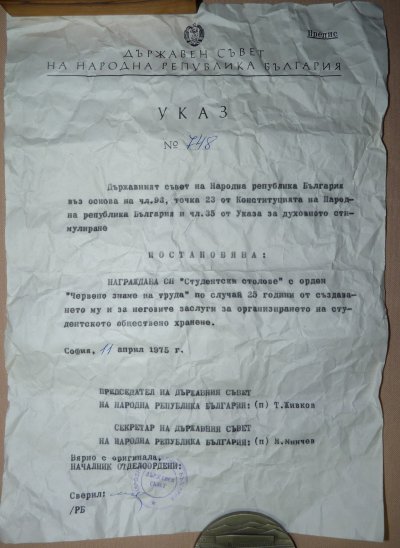 Препис
ДЪРЖАВЕН СЪВЕТ
НА НАРОДНА РЕПУБЛИКА БЪЛГАРИЯ
УКАЗ
№ 748
Държавният съвет на Народна република България
въз основа на чл.93, точка 23 от Конституцията на Народ-
на република България и чл.35 от Указа за духовното сти-
мулиране
ПОСТАНОВЯВА:
НАГРАЖДАВА СП "Студентски столове" с орден
"Червено знаме на труда" по случай 25 години от създава-
нето му и за неговите заслуги за организирането на сту-
дентското обществено хранене.
София, 11 април 1975 г.
ПРЕДСЕДАТЕЛ НА ДЪРЖАВНИЯ СЪВЕТ
НА НАРОДНА РЕПУБЛИКА БЪЛГАРИЯ: (п) Т.Живков
СЕКРЕТАР НА ДЪРЖАВНИЯ СЪВЕТ
НА НАРОДНА РЕПУБЛИКА БЪЛГАРИЯ: (п) М.Минчев
Вярно с оригинала,
НАЧАЛНИК ОТДЕЛ ОРДЕНИ:
ДЪРЖАВЕН
СЪВЕТ
Сверил:
/РБ